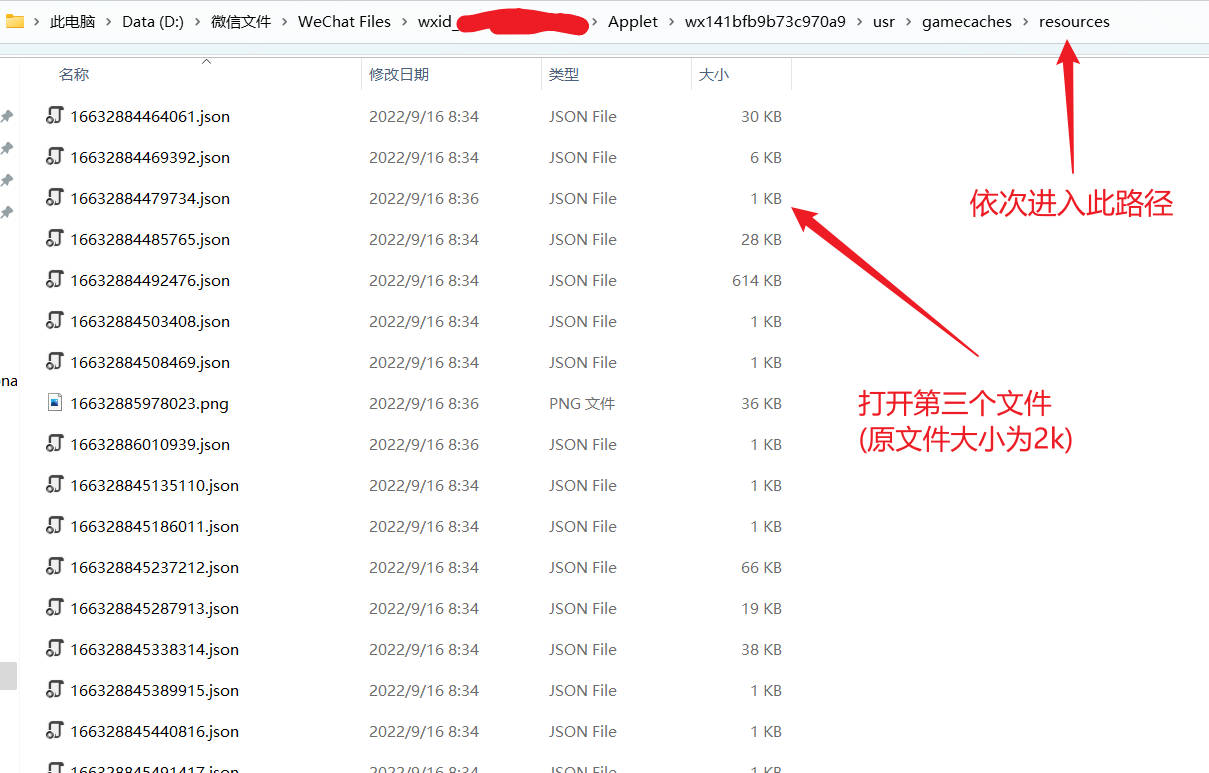 此电脑 > Data (D:) > 微信文件 > WeChat Files > wxid_ > Applet > wx141bfb9b73c970a9 > usr > gamecaches > resources
名称 修改日期 类型 大小
16632884464061.json 2022/9/16 8:34 JSON File 30 KB
16632884469392.json 2022/9/16 8:34 JSON File 6 KB
16632884479734.json 2022/9/16 8:36 JSON File 1 KB
依次进入此路径
16632884485765.json 2022/9/16 8:34 JSON File 28 KB
16632884492476.json 2022/9/16 8:34 JSON File 614 KB
16632884503408.json 2022/9/16 8:34 JSON File 1 KB
16632884508469.json 2022/9/16 8:34 JSON File 1 KB
ona
16632885978023.png 2022/9/16 8:36 PNG 文件 36 KB
打开第三个文件
(原文件大小为2k)
16632886010939.json 2022/9/16 8:36 JSON File 1 KB
166328845135110.json 2022/9/16 8:34 JSON File 1 KB
166328845186011.json 2022/9/16 8:34 JSON File 1 KB
166328845237212.json 2022/9/16 8:34 JSON File 66 KB
166328845287913.json 2022/9/16 8:34 JSON File 19 KB
166328845338314.json 2022/9/16 8:34 JSON File 38 KB
166328845389915.json 2022/9/16 8:34 JSON File 1 KB
166328845440816.json 2022/9/16 8:34 JSON File 1 KB
166328845491417.json 2022/9/16 8:34 JSON File 1 KB